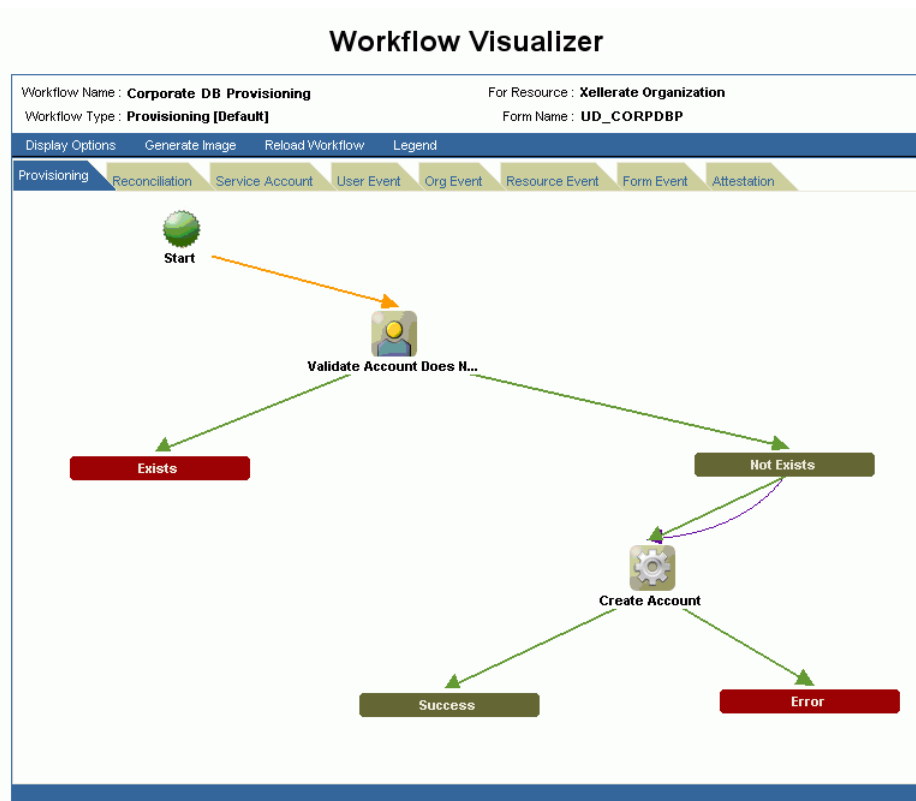 Workflow Visualizer
Workflow Name : Corporate DB Provisioning For Resource : Xellerate Organization
Workflow Type : Provisioning [Default] Form Name : UD_CORPDBP
Display Options Generate Image Reload Workflow Legend
Provisioning Reconciliation Service Account User Event Org Event Resource Event Form Event Attestation
Start
Validate Account Does N...
Exists Not Exists
Create Account
Success Error